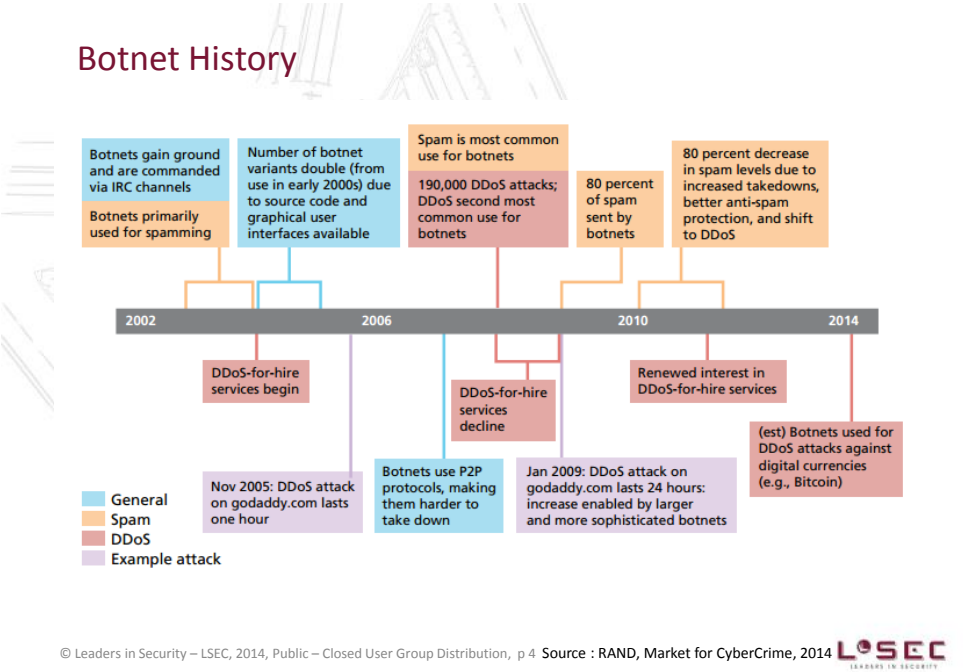 Botnet History
Botnets gain ground
and are commanded
via IRC channels
Botnets primarily
used for spamming
Number of botnet
variants double (from
use in early 2000s) due
to source code and
graphical user
interfaces available
Spam is most common
use for botnets
190,000 DDoS attacks;
DDoS second most
common use for
botnets
80 percent
of spam
sent by
botnets
80 percent decrease
in spam levels due to
increased takedowns,
better anti-spam
protection, and shift
to DDoS
2002
2006
2010
2014
DDoS-for-hire
services begin
DDoS-for-hire
services
decline
Renewed interest in
DDoS-for-hire services
(est) Botnets used for
DDoS attacks against
digital currencies
(e.g., Bitcoin)
Nov 2005: DDoS attack
on godaddy.com lasts
one hour
Botnets use P2P
protocols, making
them harder to
take down
Jan 2009: DDoS attack on
godaddy.com lasts 24 hours:
increase enabled by larger
and more sophisticated botnets
General
Spam
DDoS
Example attack
© Leaders in Security – LSEC, 2014, Public – Closed User Group Distribution, p 4 Source : RAND, Market for CyberCrime, 2014
LSEC
LEADERS IN SECURITY